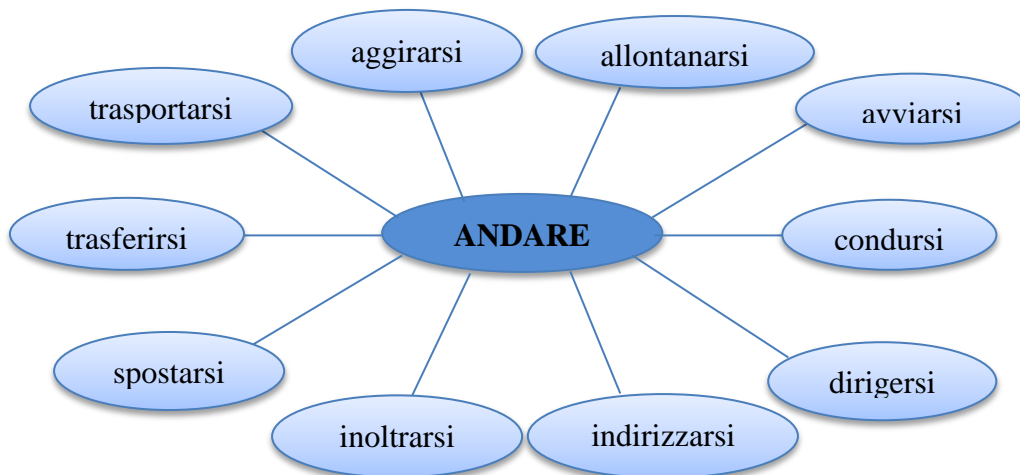 aggirarsi
allontanarsi
trasportarsi
avviarsi
trasferirsi
ANDARE
condursi
spostarsi
dirigersi
inoltrarsi
indirizzarsi